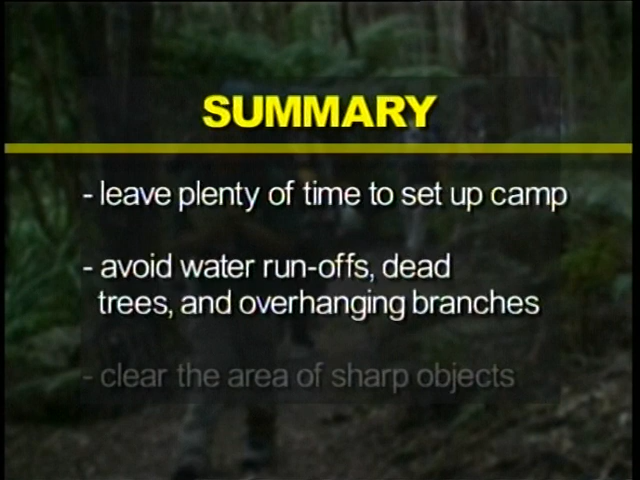 SUMMARY
- leave plenty of time to set up camp
- avoid water run-offs, dead
trees, and overhanging branches
- clear the area of sharp objects